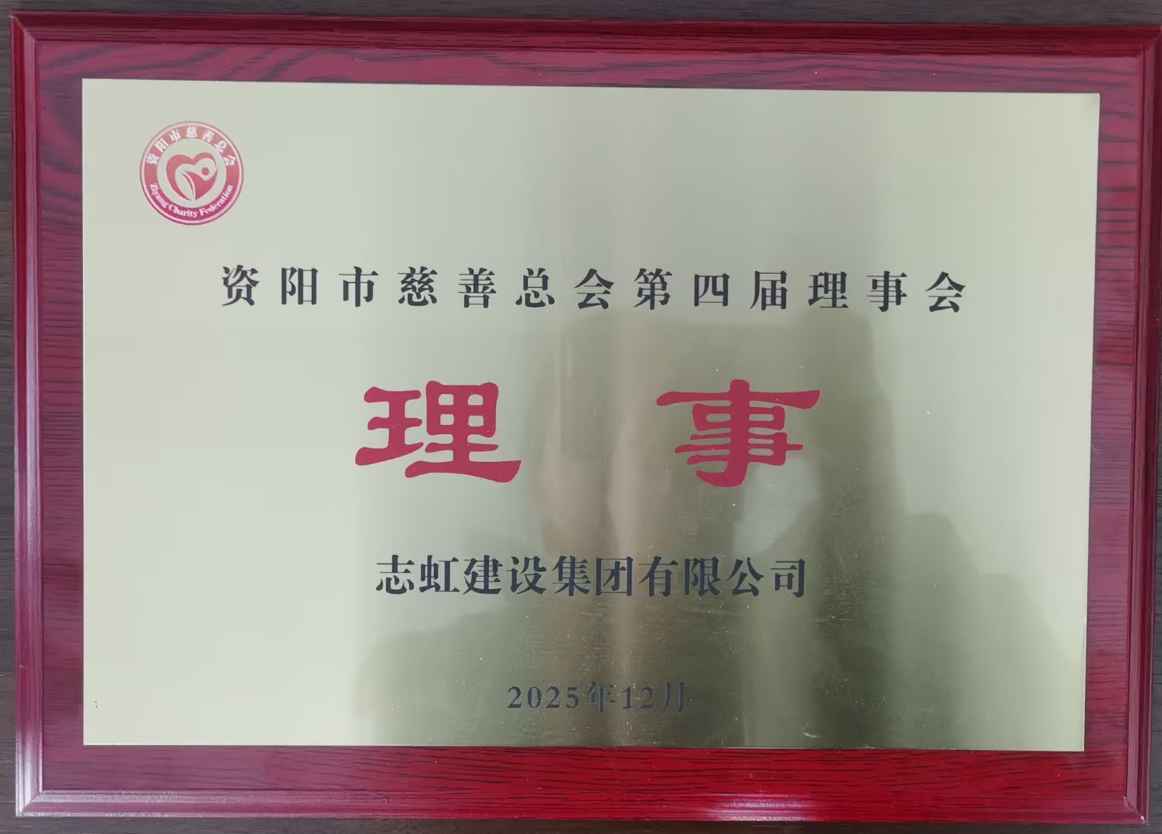 资阳市慈善总会
Ziyang Charity Federation
资阳市慈善总会第四届理事会
理事
志虹建设集团有限公司
2025年12月